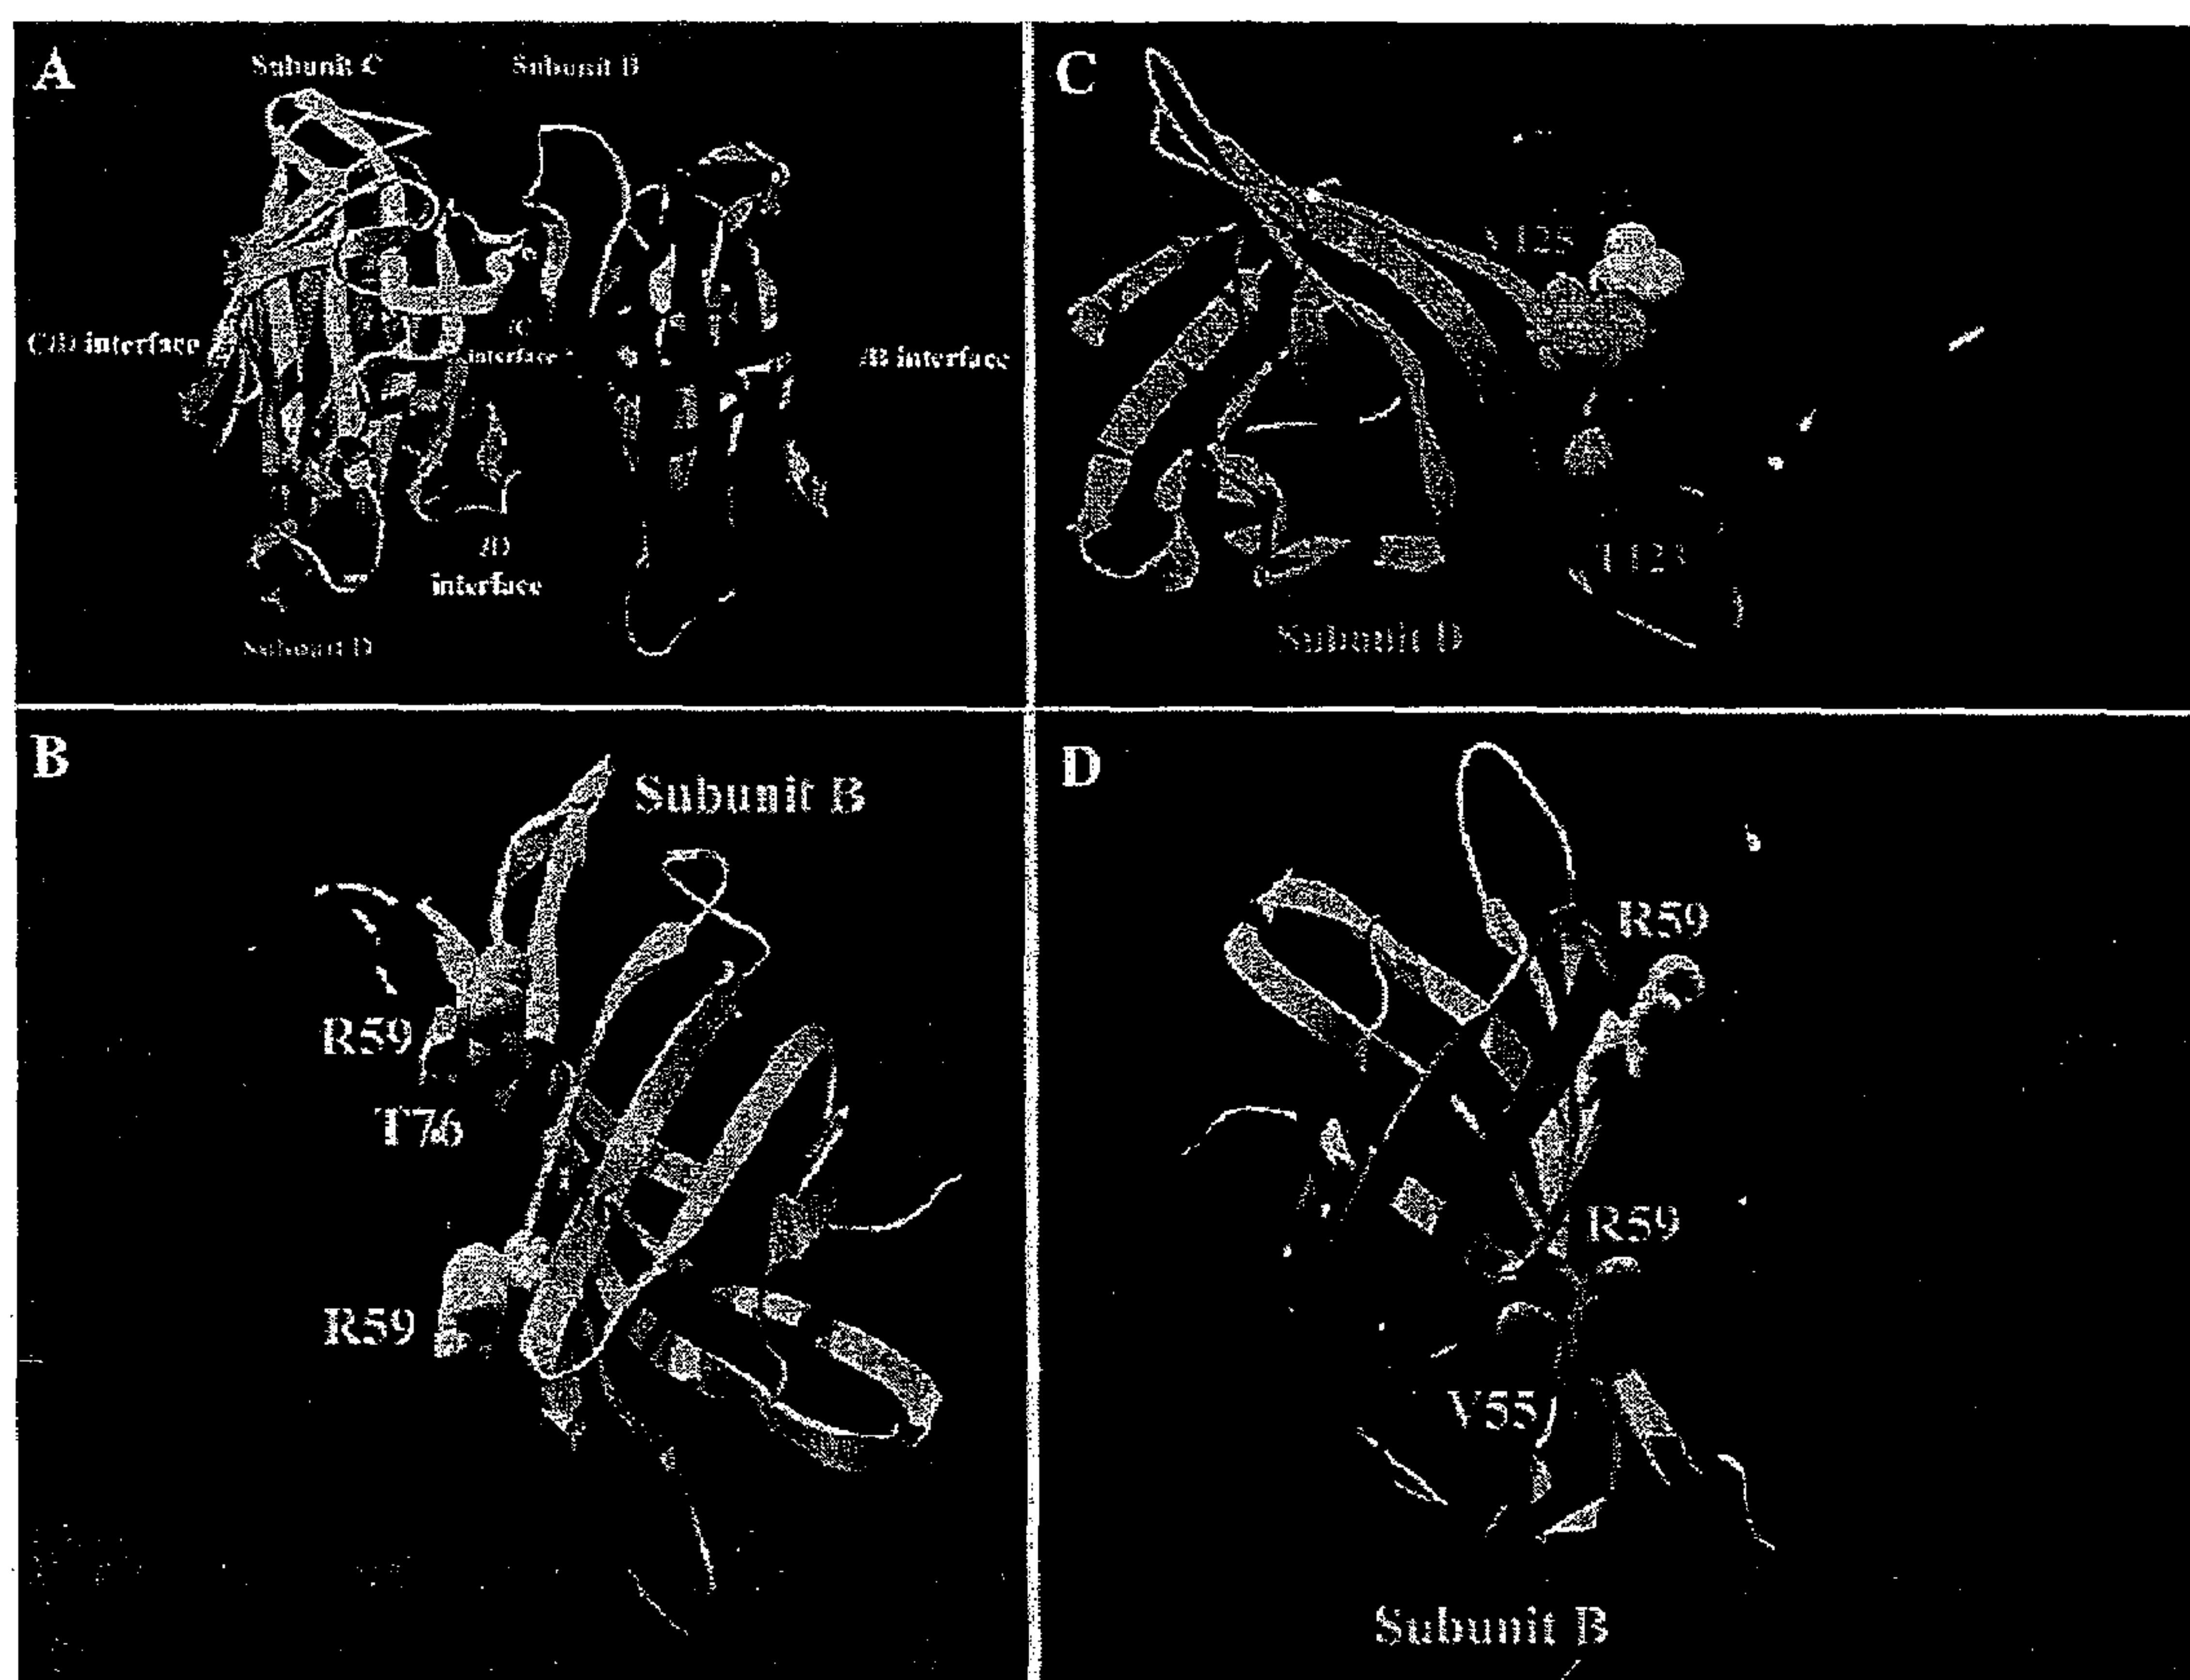 A
Subunit C
Subunit B
C/D interface
interface
/B interface
/D
interface
Subunit D
C
Subunit D
B
Subunit B
R59
T76
R59
D
R59
R59
V55
Subunit B